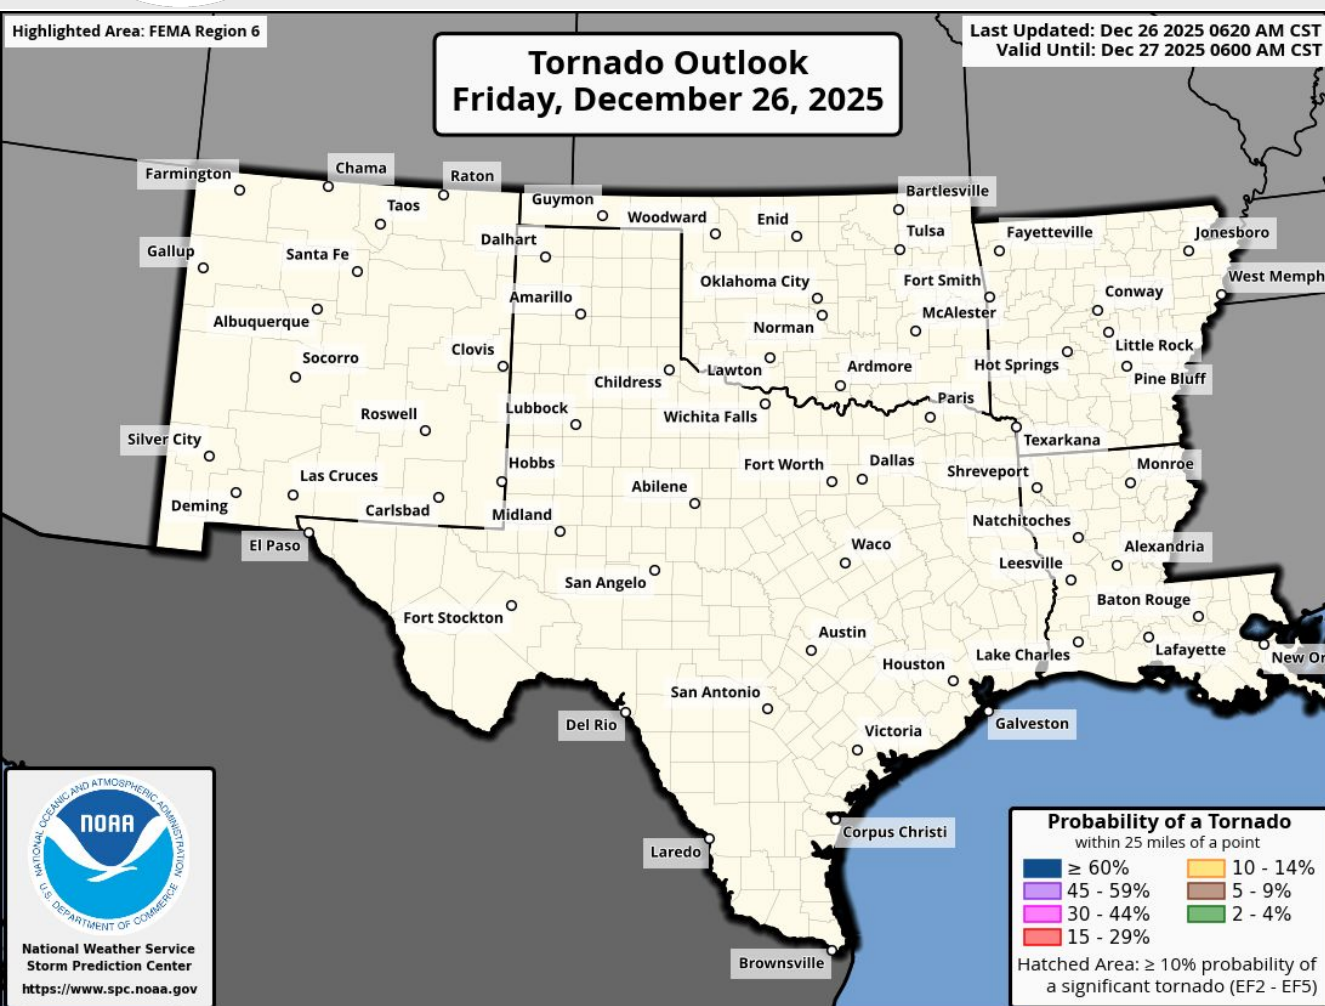 Highlighted Area: FEMA Region 6
Last Updated: Dec 26 2025 0620 AM CST
Valid Until: Dec 27 2025 0600 AM CST
Tornado Outlook
Friday, December 26, 2025
Farmington
Chama
Raton
Taos
Guymon
Woodward
Enid
Bartlesville
Tulsa
Fayetteville
Jonesboro
Gallup
Santa Fe
Dalhart
Oklahoma City
Fort Smith
West Memph
Conway
Albuquerque
Amarillo
Norman
McAlester
Little Rock
Socorro
Clovis
Childress
Lawton
Ardmore
Hot Springs
Pine Bluff
Roswell
Lubbock
Wichita Falls
Paris
Texarkana
Silver City
Las Cruces
Hobbs
Abilene
Fort Worth
Dallas
Shreveport
Monroe
Deming
Carlsbad
Midland
Natchitoches
El Paso
San Angelo
Waco
Leesville
Alexandria
Fort Stockton
Austin
Baton Rouge
Houston
Lake Charles
Lafayette
New Or
San Antonio
Del Rio
Victoria
Galveston
Laredo
Corpus Christi
Brownsville
NATIONAL OCEANIC AND ATMOSPHERIC ADMINISTRATION
NOAA
U.S. DEPARTMENT OF COMMERCE
National Weather Service
Storm Prediction Center
https://www.spc.noaa.gov
Probability of a Tornado
within 25 miles of a point
≥ 60%
45 - 59%
30 - 44%
15 - 29%
10 - 14%
5 - 9%
2 - 4%
Hatched Area: ≥ 10% probability of
a significant tornado (EF2 - EF5)